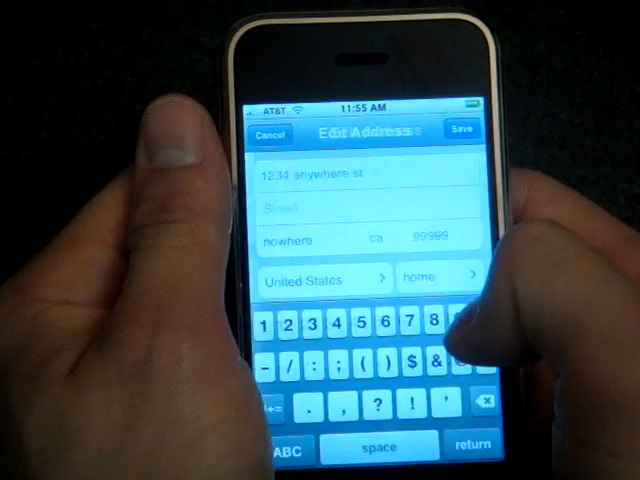 AT&T 11:55 AM
Cancel Edit Address Save
1234 anywhere st
Street
nowhere ca 99999
United States home
1 2 3 4 5 6 7 8
- / : ; ( ) $ &
. , ? ! '
ABC space return